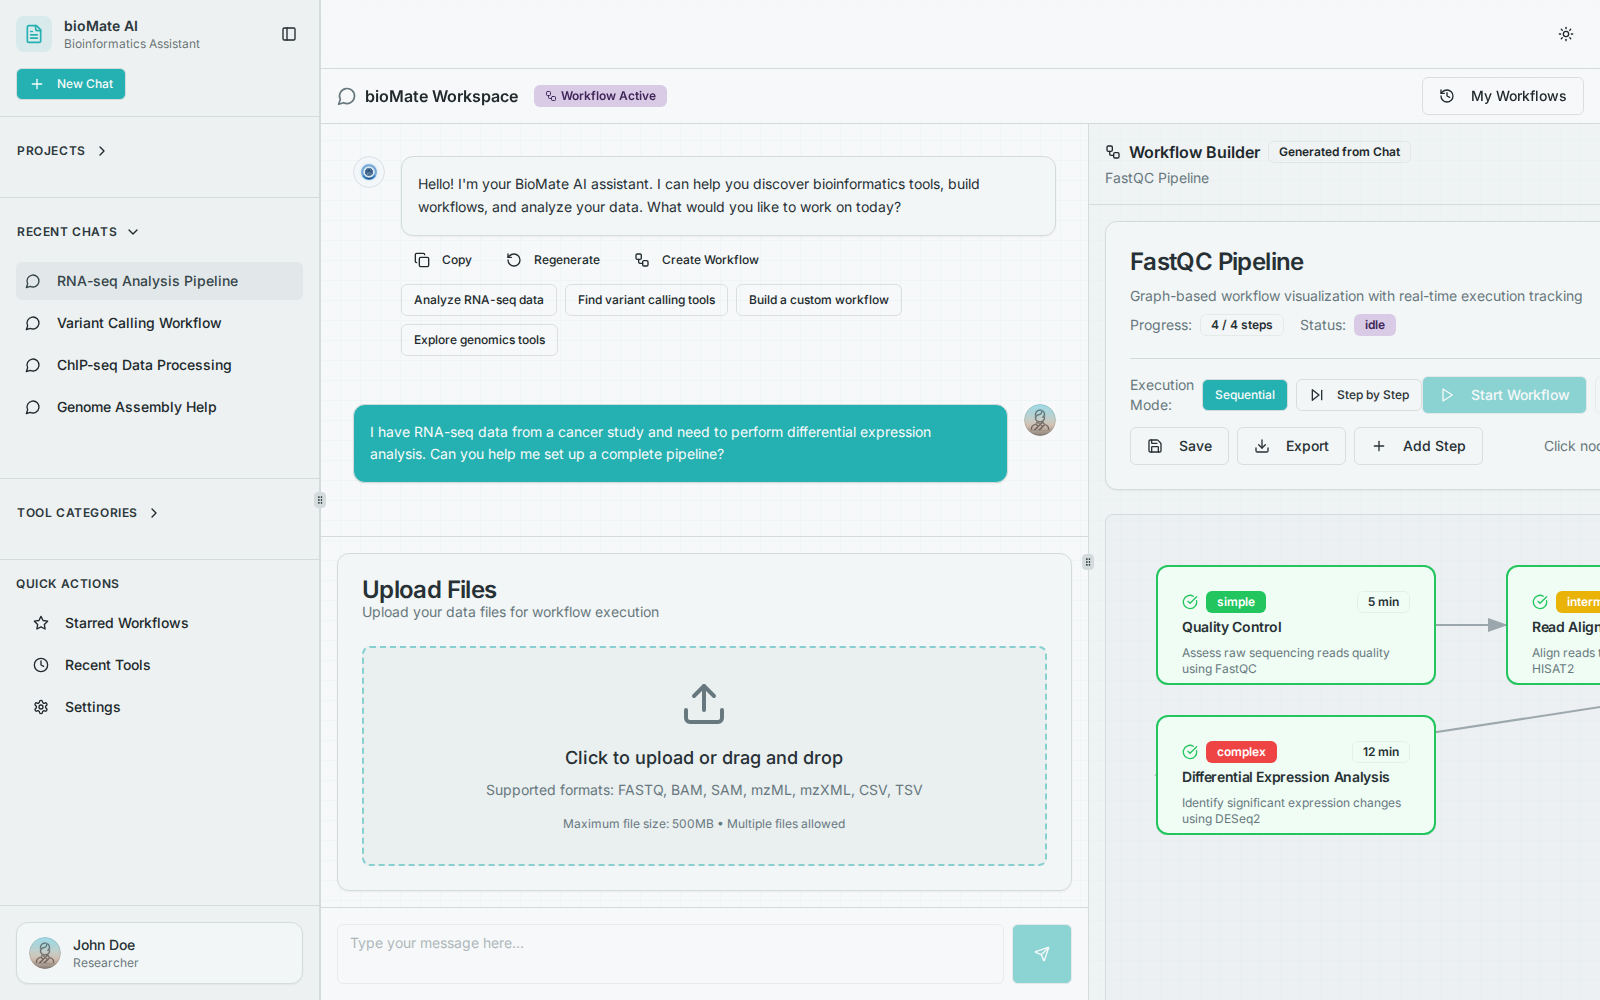 bioMate AI
Bioinformatics Assistant
New Chat
PROJECTS
RECENT CHATS
RNA-seq Analysis Pipeline
Variant Calling Workflow
ChIP-seq Data Processing
Genome Assembly Help
TOOL CATEGORIES
QUICK ACTIONS
Starred Workflows
Recent Tools
Settings
John Doe
Researcher
bioMate Workspace
Workflow Active
My Workflows
Hello! I'm your BioMate AI assistant. I can help you discover bioinformatics tools, build
workflows, and analyze your data. What would you like to work on today?
Copy
Regenerate
Create Workflow
Analyze RNA-seq data
Find variant calling tools
Build a custom workflow
Explore genomics tools
I have RNA-seq data from a cancer study and need to perform differential expression
analysis. Can you help me set up a complete pipeline?
Upload Files
Upload your data files for workflow execution
Click to upload or drag and drop
Supported formats: FASTQ, BAM, SAM, mzML, mzXML, CSV, TSV
Maximum file size: 500MB • Multiple files allowed
Type your message here...
Workflow Builder
Generated from Chat
FastQC Pipeline
FastQC Pipeline
Graph-based workflow visualization with real-time execution tracking
Progress: 4 / 4 steps Status: idle
Execution
Mode:
Sequential
Step by Step
Start Workflow
Save
Export
Add Step
Click
simple
5 min
Quality Control
Assess raw sequencing reads quality
using FastQC
Read
Align reads
HISAT2
complex
12 min
Differential Expression Analysis
Identify significant expression changes
using DESeq2